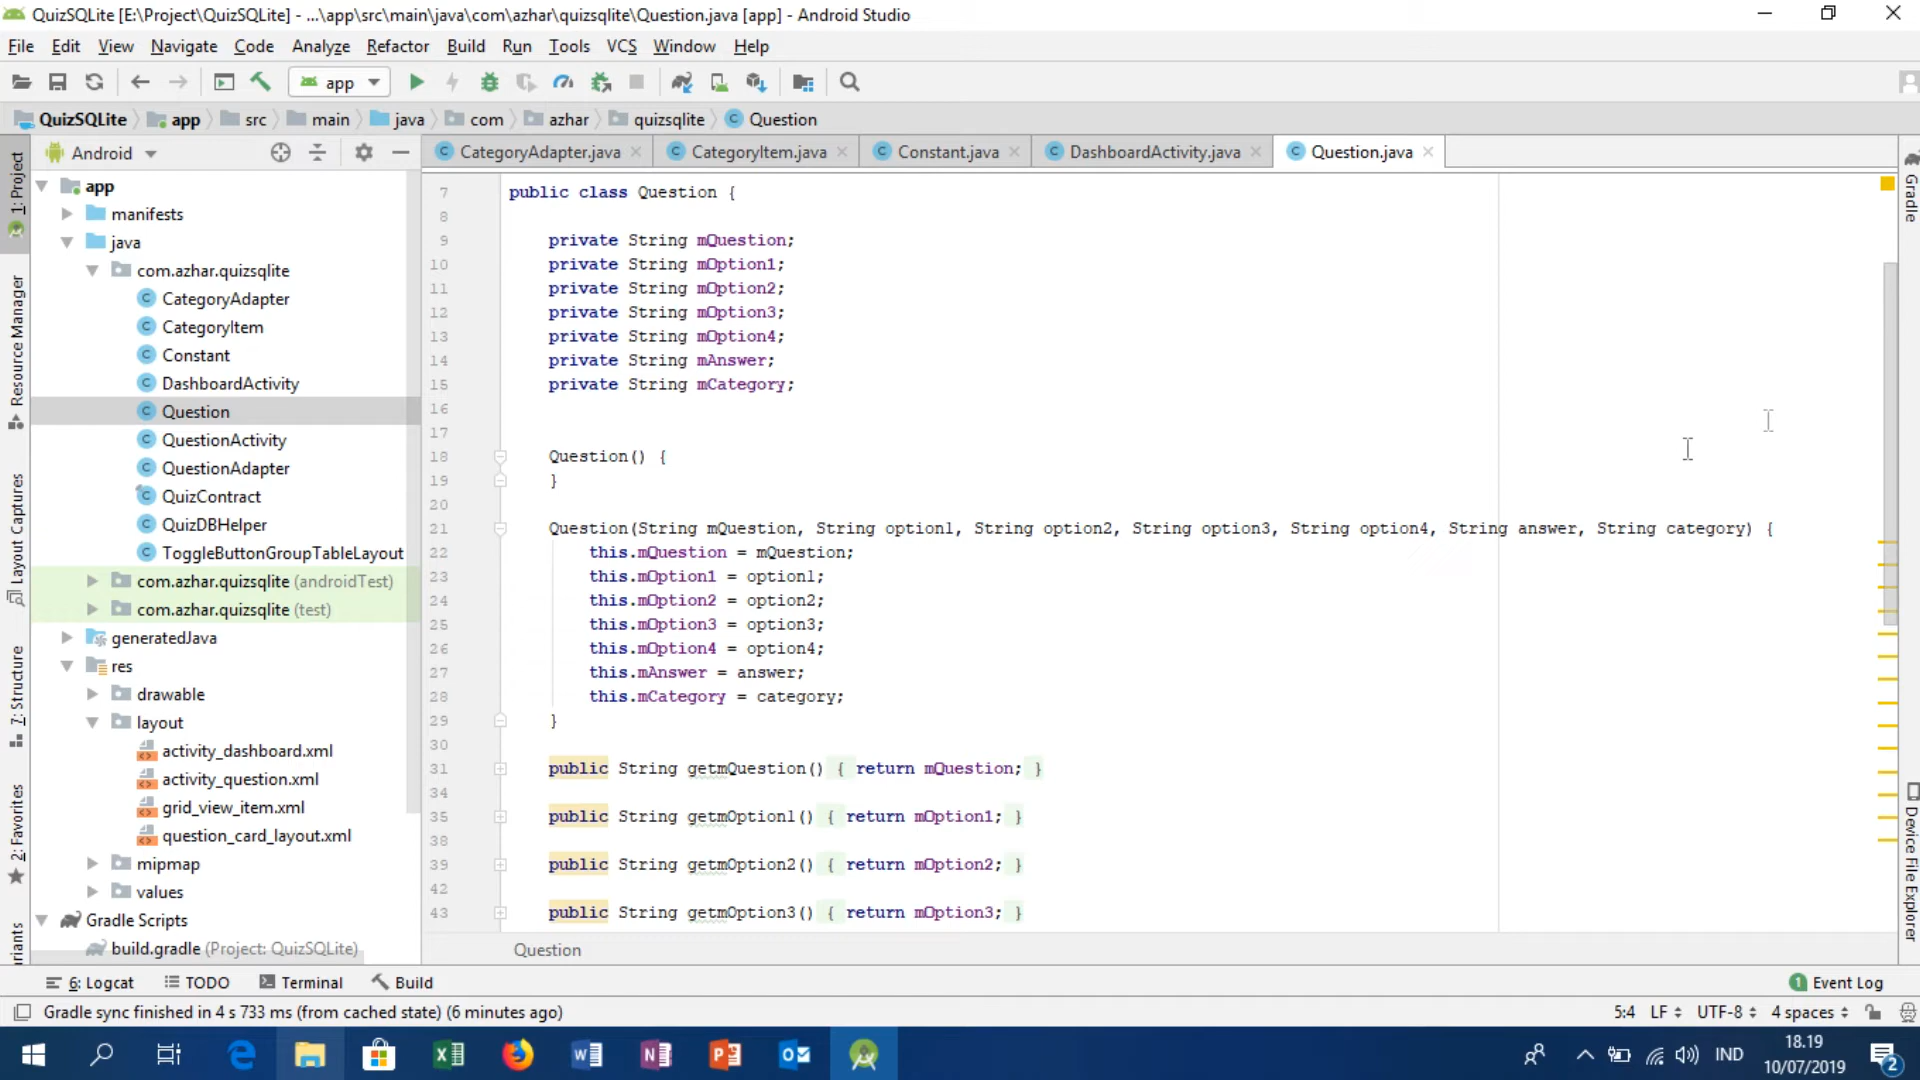 QuizSQLite [E:\Project\QuizSQLite] - ...\app\src\main\java\com\azhar\quizsqlite\Question.java [app] - Android Studio
File Edit View Navigate Code Analyze Refactor Build Run Tools VCS Window Help
app
QuizSQLite app src main java com azhar quizsqlite Question
Android
CategoryAdapter.java CategoryItem.java Constant.java DashboardActivity.java Question.java
1: Project
Resource Manager
Layout Captures
7: Structure
2: Favorites
riants
app
manifests
java
com.azhar.quizsqlite
CategoryAdapter
CategoryItem
Constant
DashboardActivity
Question
QuestionActivity
QuestionAdapter
QuizContract
QuizDBHelper
ToggleButtonGroupTableLayout
com.azhar.quizsqlite (androidTest)
com.azhar.quizsqlite (test)
generatedJava
res
drawable
layout
activity_dashboard.xml
activity_question.xml
grid_view_item.xml
question_card_layout.xml
mipmap
values
Gradle Scripts
build.gradle (Project: QuizSQLite)
7 public class Question {
8
9 private String mQuestion;
10 private String mOption1;
11 private String mOption2;
12 private String mOption3;
13 private String mOption4;
14 private String mAnswer;
15 private String mCategory;
16
17
18 Question() {
19 }
20
21 Question(String mQuestion, String option1, String option2, String option3, String option4, String answer, String category) {
22 this.mQuestion = mQuestion;
23 this.mOption1 = option1;
24 this.mOption2 = option2;
25 this.mOption3 = option3;
26 this.mOption4 = option4;
27 this.mAnswer = answer;
28 this.mCategory = category;
29 }
30
31 public String getmQuestion() { return mQuestion; }
34
35 public String getmOption1() { return mOption1; }
38
39 public String getmOption2() { return mOption2; }
42
43 public String getmOption3() { return mOption3; }
Question
Gradle
Device File Explorer
6: Logcat TODO Terminal Build
1 Event Log
Gradle sync finished in 4 s 733 ms (from cached state) (6 minutes ago)
5:4 LF UTF-8 4 spaces
IND
18.19
10/07/2019
2